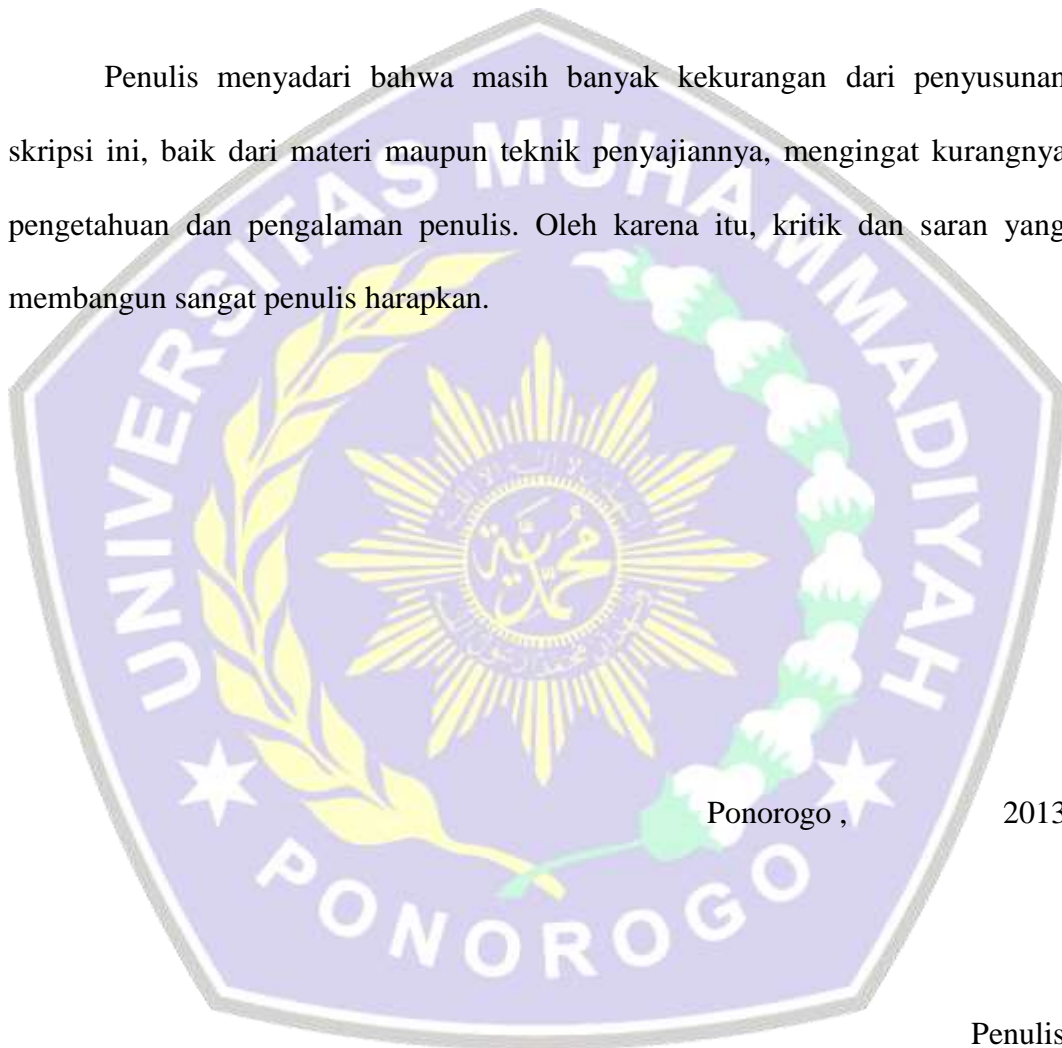 Penulis menyadari bahwa masih banyak kekurangan dari penyusunan
skripsi ini, baik dari materi maupun teknik penyajiannya, mengingat kurangnya
pengetahuan dan pengalaman penulis. Oleh karena itu, kritik dan saran yang
membangun sangat penulis harapkan.
UNIVERSITAS MUHAMMADIYAH
محمدية
Ponorogo , 2013
PONOROGO
Penulis